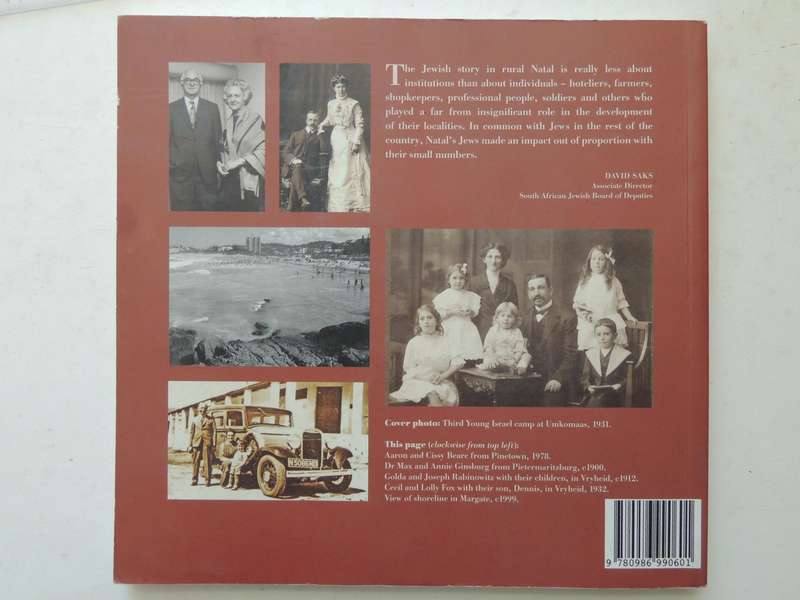 The Jewish story in rural Natal is really less about
institutions than about individuals – hoteliers, farmers,
shopkeepers, professional people, soldiers and others who
played a far from insignificant role in the development
of their localities. In common with Jews in the rest of the
country, Natal's Jews made an impact out of proportion with
their small numbers.
DAVID SAKS
Associate Director
South African Jewish Board of Deputies
Cover photo: Third Young Israel camp at Umkomaas, 1931.
This page (clockwise from top left):
Aaron and Cissy Beare from Pinetown, 1978.
Dr Max and Annie Ginsburg from Pietermaritzburg, c1900.
Golda and Joseph Rabinowitz with their children, in Vryheid, c1912.
Cecil and Lolly Fox with their son, Dennis, in Vryheid, 1932.
View of shoreline in Margate, c1999.
9 780986 990601